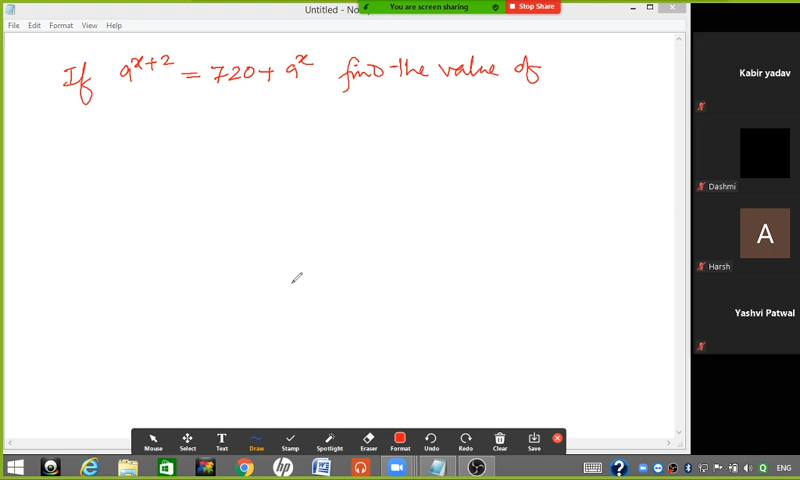 Untitled - No
You are screen sharing
Stop Share
File Edit Format View Help
If 9^{x+2} = 720 + 9^x find the value of
Kabir yadav
Dashmi
A
Harsh
Yashvi Patwal
Mouse Select Text Draw Stamp Spotlight Eraser Format Undo Redo Clear Save
ENG